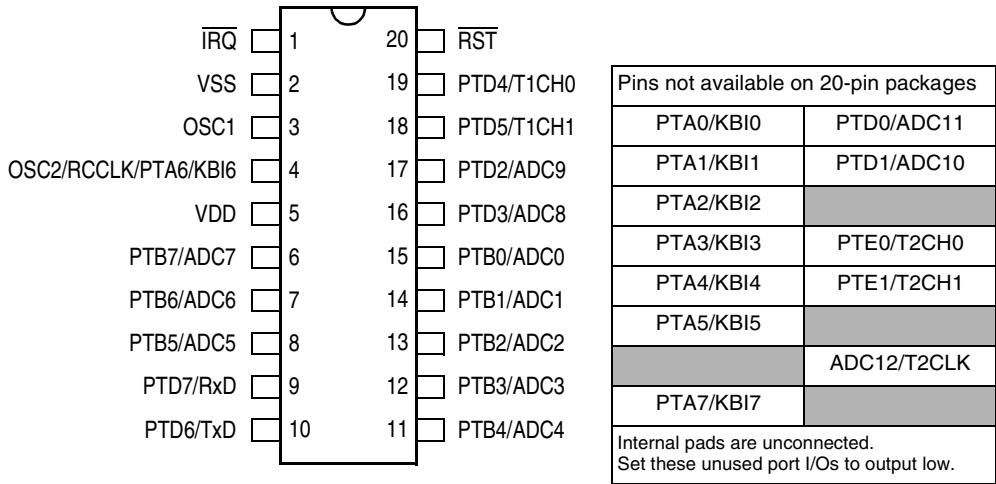 IRQ 1 20 RST
VSS 2 19 PTD4/T1CH0
OSC1 3 18 PTD5/T1CH1
OSC2/RCCLK/PTA6/KBI6 4 17 PTD2/ADC9
VDD 5 16 PTD3/ADC8
PTB7/ADC7 6 15 PTB0/ADC0
PTB6/ADC6 7 14 PTB1/ADC1
PTB5/ADC5 8 13 PTB2/ADC2
PTD7/RxD 9 12 PTB3/ADC3
PTD6/TxD 10 11 PTB4/ADC4
Pins not available on 20-pin packages
PTA0/KBI0 PTD0/ADC11
PTA1/KBI1 PTD1/ADC10
PTA2/KBI2
PTA3/KBI3 PTE0/T2CH0
PTA4/KBI4 PTE1/T2CH1
PTA5/KBI5
ADC12/T2CLK
PTA7/KBI7
Internal pads are unconnected.
Set these unused port I/Os to output low.